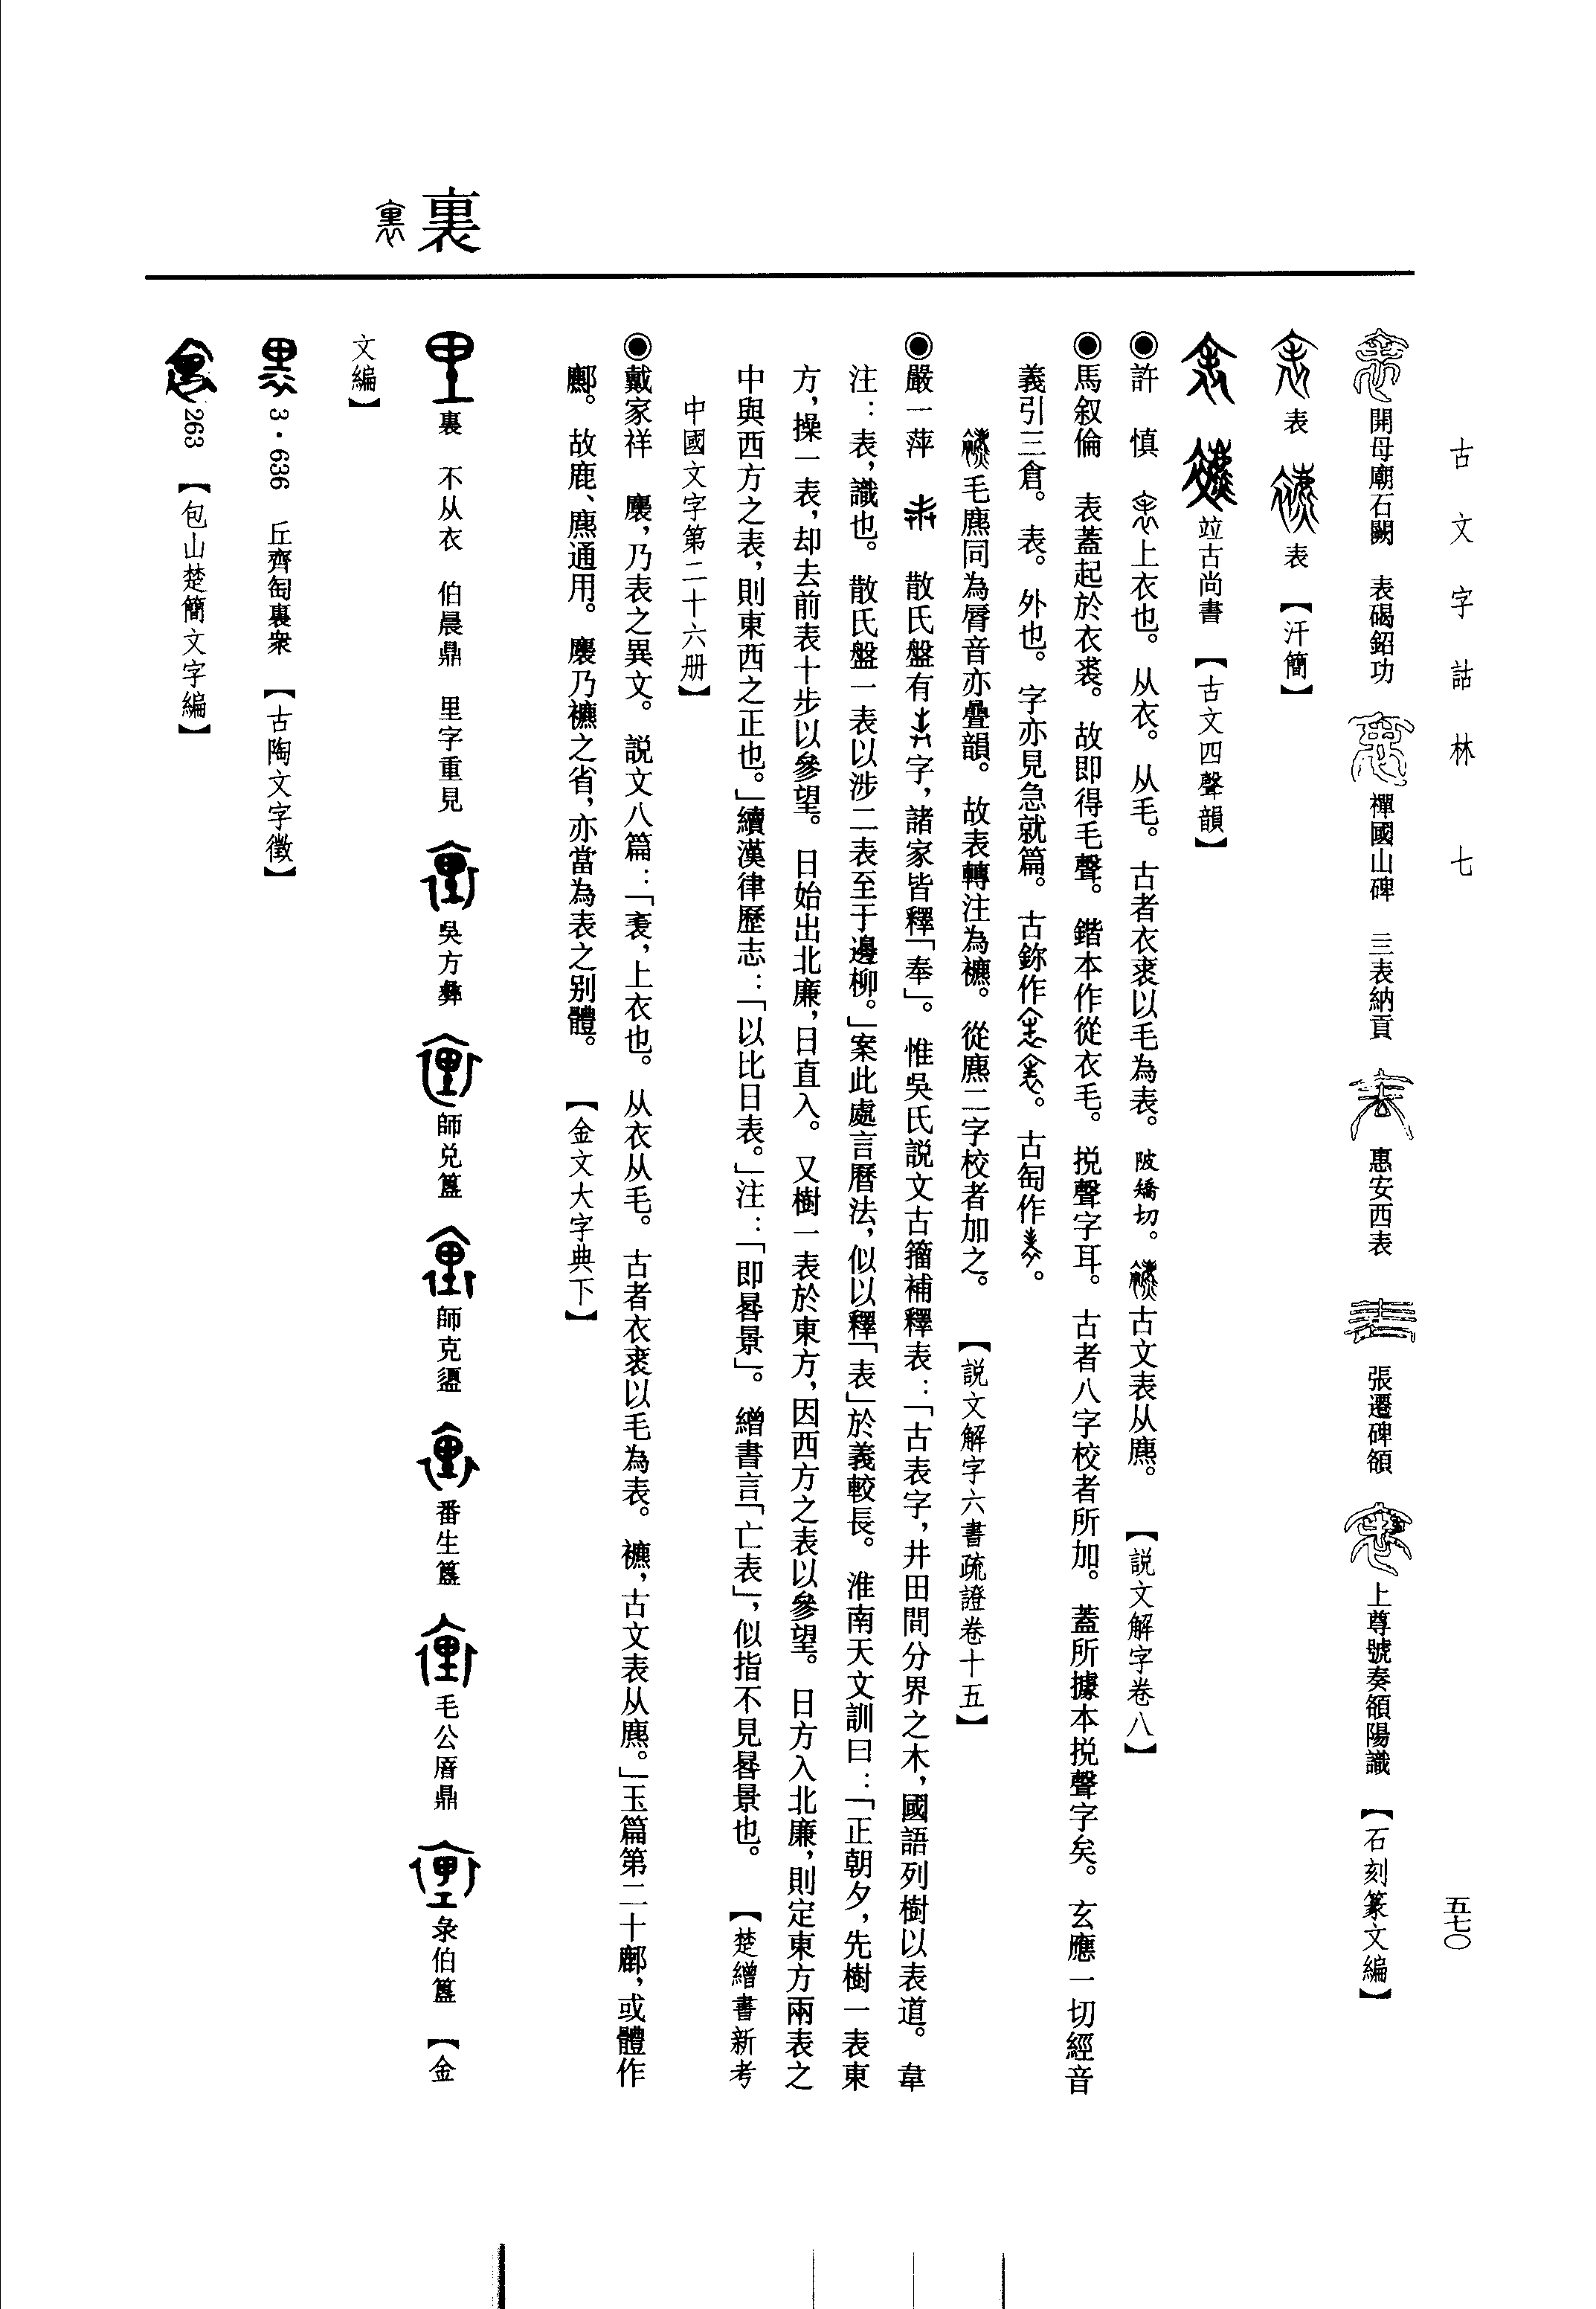 古文字詁林 七
五七〇
開母廟石闕 表碣銘功 禪國山碑 三表納貢 惠安西表 張遷碑額 上尊號奏額陽識 【石刻篆文編】
表 表 【汗簡】
竝古尚書 【古文四聲韻】
◉許 慎 上衣也。从衣。从毛。古者衣裘以毛為表。陂矯切。古文表从麃。 【説文解字卷八】
◉馬叙倫 表蓋起於衣裘。故即得毛聲。鍇本作從衣毛。捝聲字耳。古者八字校者所加。蓋所據本捝聲字矣。玄應一切經音
義引三倉。表。外也。字亦見急就篇。古鉨作。古匋作。
毛麃同為脣音亦疊韻。故表轉注為褾。從麃二字校者加之。 【説文解字六書疏證卷十五】
◉嚴一萍 散氏盤有字，諸家皆釋「奉」。惟吳氏説文古籀補釋表：「古表字，井田間分界之木，國語列樹以表道。韋
注：表，識也。散氏盤一表以涉二表至于邊柳。」案此處言曆法，似以釋「表」於義較長。淮南天文訓曰：「正朝夕，先樹一表東
方，操一表，却去前表十步以參望。日始出北廉，日直入。又樹一表於東方，因西方之表以參望。日方入北廉，則定東方兩表之
中與西方之表，則東西之正也。」續漢律歷志：「以比日表。」注：「即晷景」。繒書言「亡表」，似指不見晷景也。 【楚繒書新考
中國文字第二十六册】
◉戴家祥 ，乃表之異文。説文八篇：「表，上衣也。从衣从毛。古者衣裘以毛為表。，古文表从麃。」玉篇第二十，或體作
。故鹿、麃通用。乃之省，亦當為表之别體。 【金文大字典下】
裏
裏 不从衣 伯晨鼎 里字重見 吳方彝 師兑簋 師克盨 番生簋 毛公厝鼎 彔伯簋 【金
文編】
3·636 丘齊匋裏衆 【古陶文字徵】
263 【包山楚簡文字編】